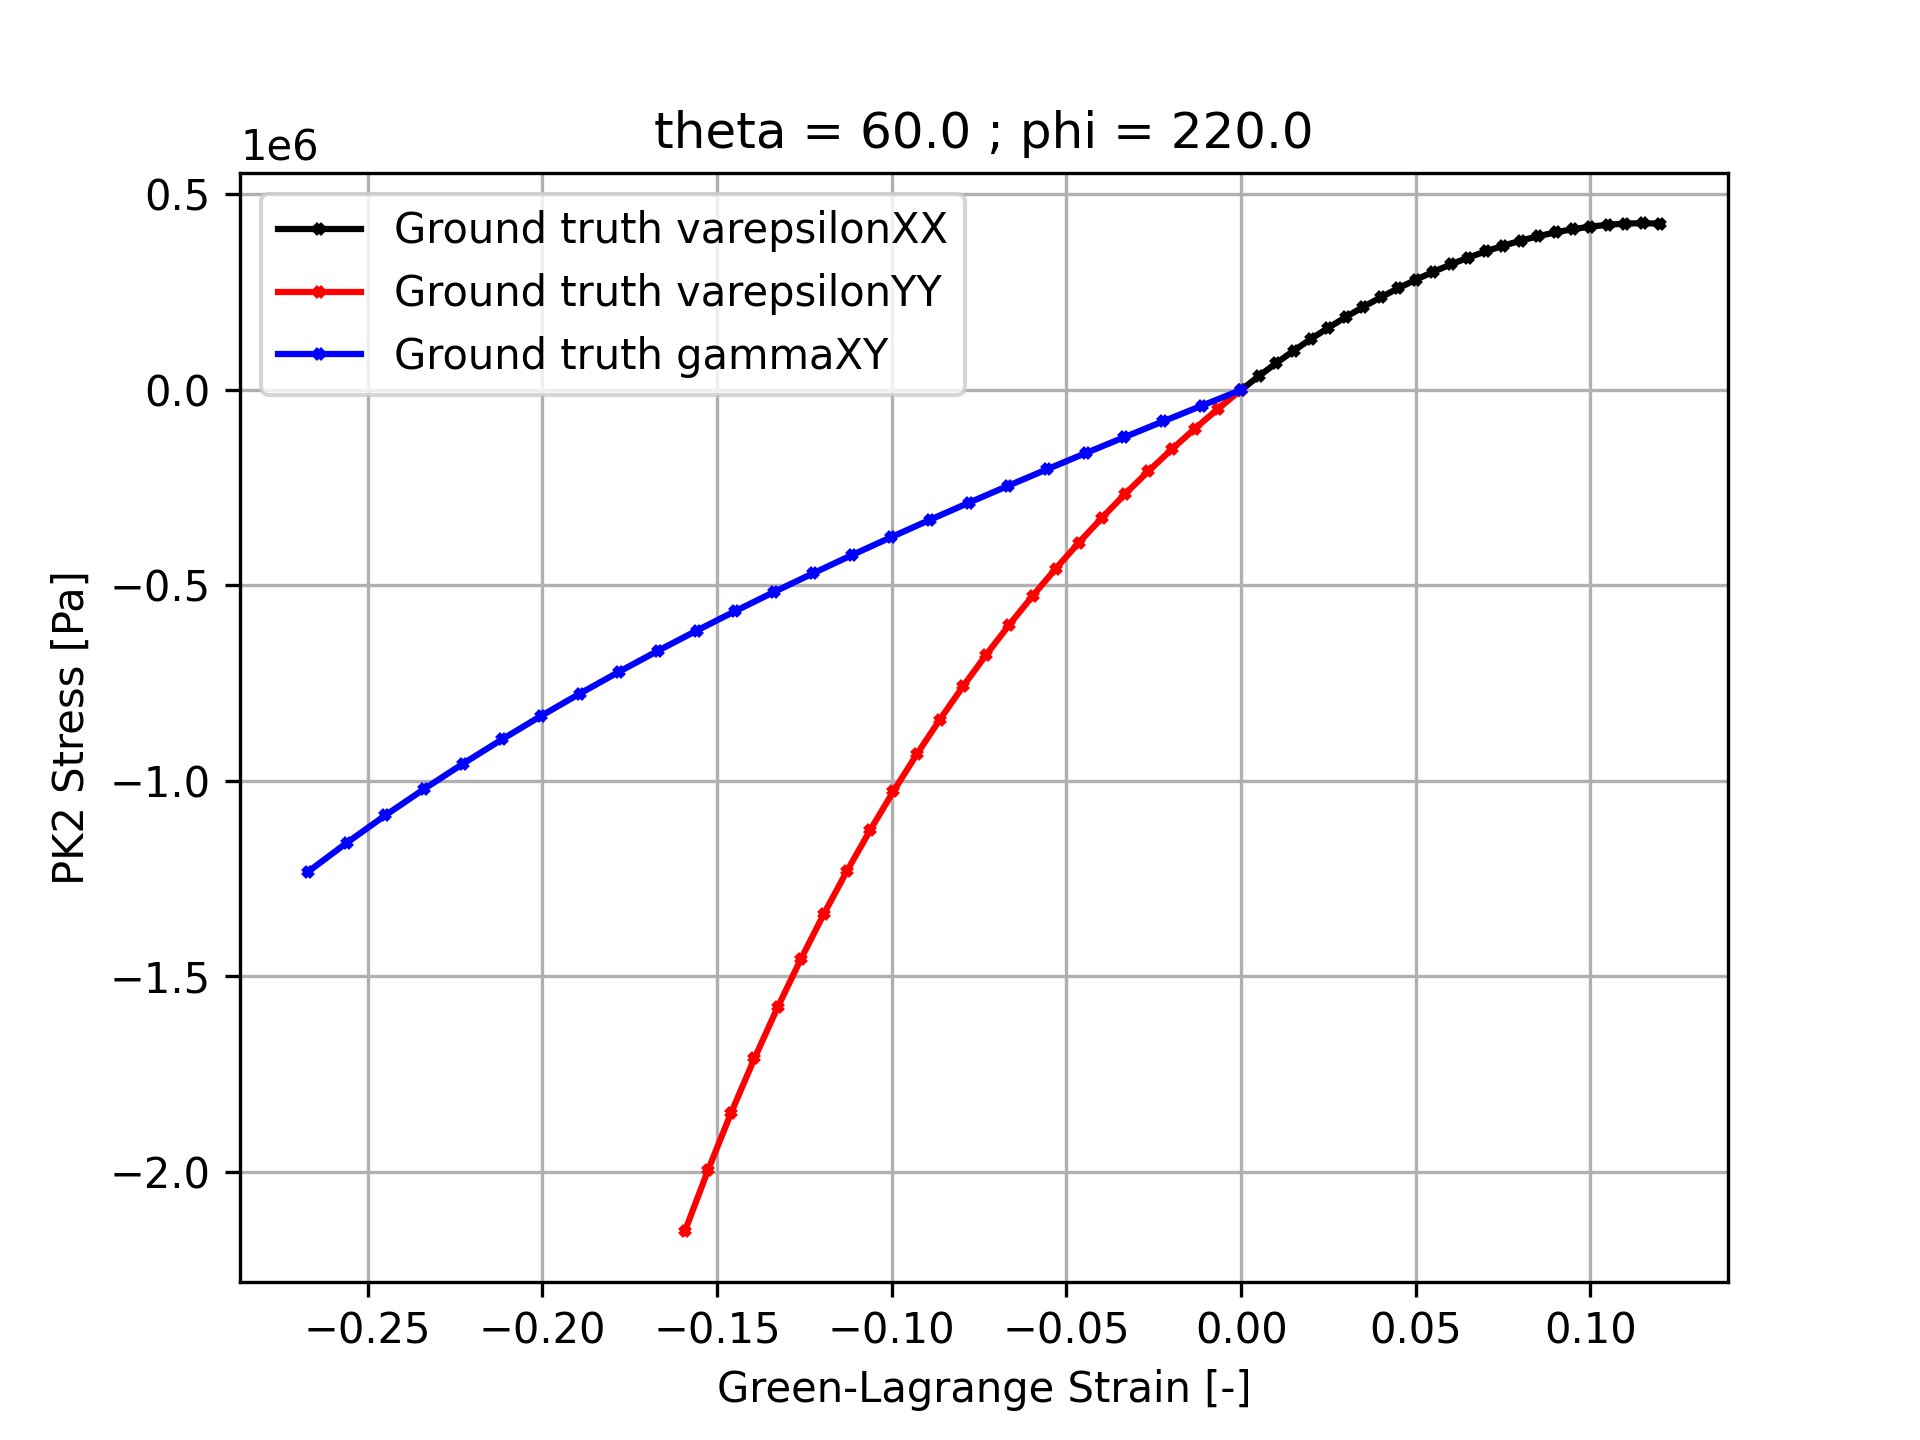 theta = 60.0 ; phi = 220.0
1e6
Ground truth varepsilonXX
Ground truth varepsilonYY
Ground truth gammaXY
0.5
0.0
−0.5
−1.0
−1.5
−2.0
PK2 Stress [Pa]
−0.25 −0.20 −0.15 −0.10 −0.05 0.00 0.05 0.10
Green-Lagrange Strain [-]